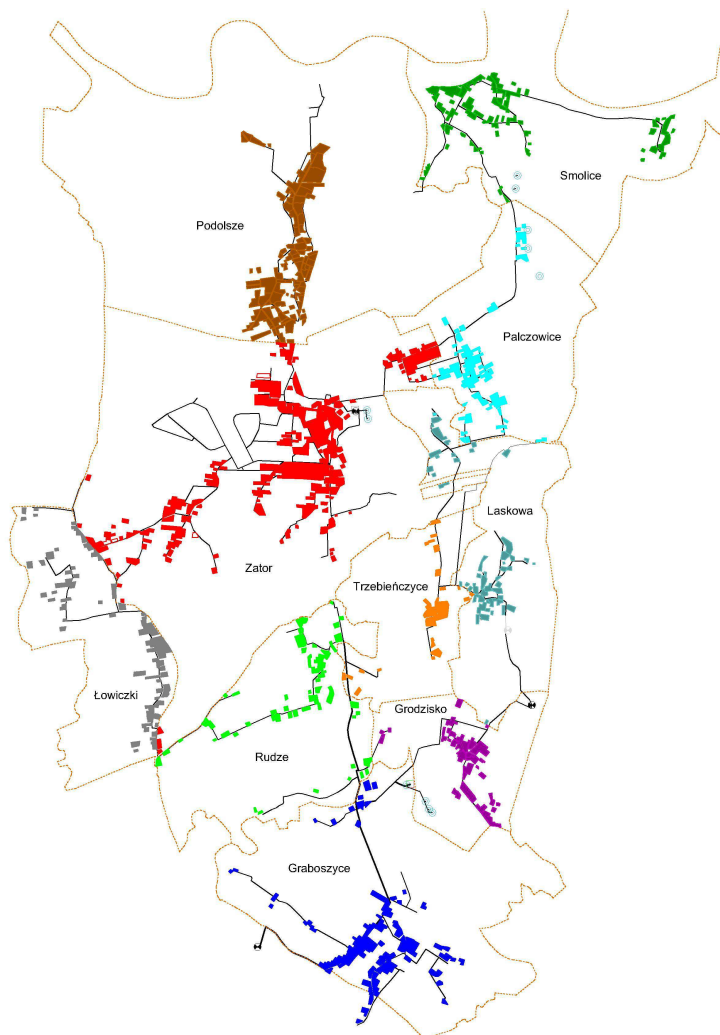 Smolice
Podolsze
Palczowice
Laskowa
Zator
Trzebieńczyce
Łowiczki
Grodzisko
Rudze
Graboszyce